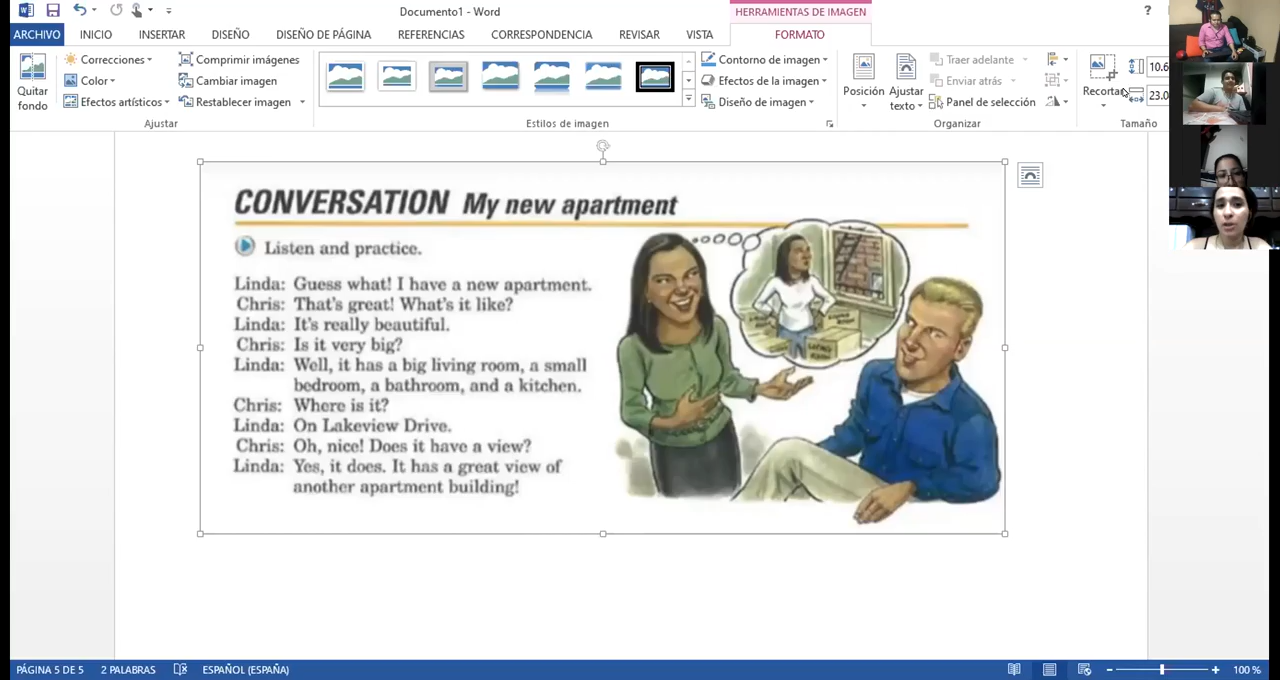 Documento1 - Word
HERRAMIENTAS DE IMAGEN
?
ARCHIVO INICIO INSERTAR DISEÑO DISEÑO DE PÁGINA REFERENCIAS CORRESPONDENCIA REVISAR VISTA FORMATO
Quitar fondo
Correcciones
Color
Efectos artísticos
Comprimir imágenes
Cambiar imagen
Restablecer imagen
Ajustar
Estilos de imagen
Contorno de imagen
Efectos de la imagen
Diseño de imagen
Posición
Ajustar texto
Traer adelante
Enviar atrás
Panel de selección
Organizar
Recortar
10.6
23.0
Tamaño
CONVERSATION My new apartment
Listen and practice.
Linda: Guess what! I have a new apartment.
Chris: That's great! What's it like?
Linda: It's really beautiful.
Chris: Is it very big?
Linda: Well, it has a big living room, a small
bedroom, a bathroom, and a kitchen.
Chris: Where is it?
Linda: On Lakeview Drive.
Chris: Oh, nice! Does it have a view?
Linda: Yes, it does. It has a great view of
another apartment building!
PÁGINA 5 DE 5 2 PALABRAS ESPAÑOL (ESPAÑA) 100 %